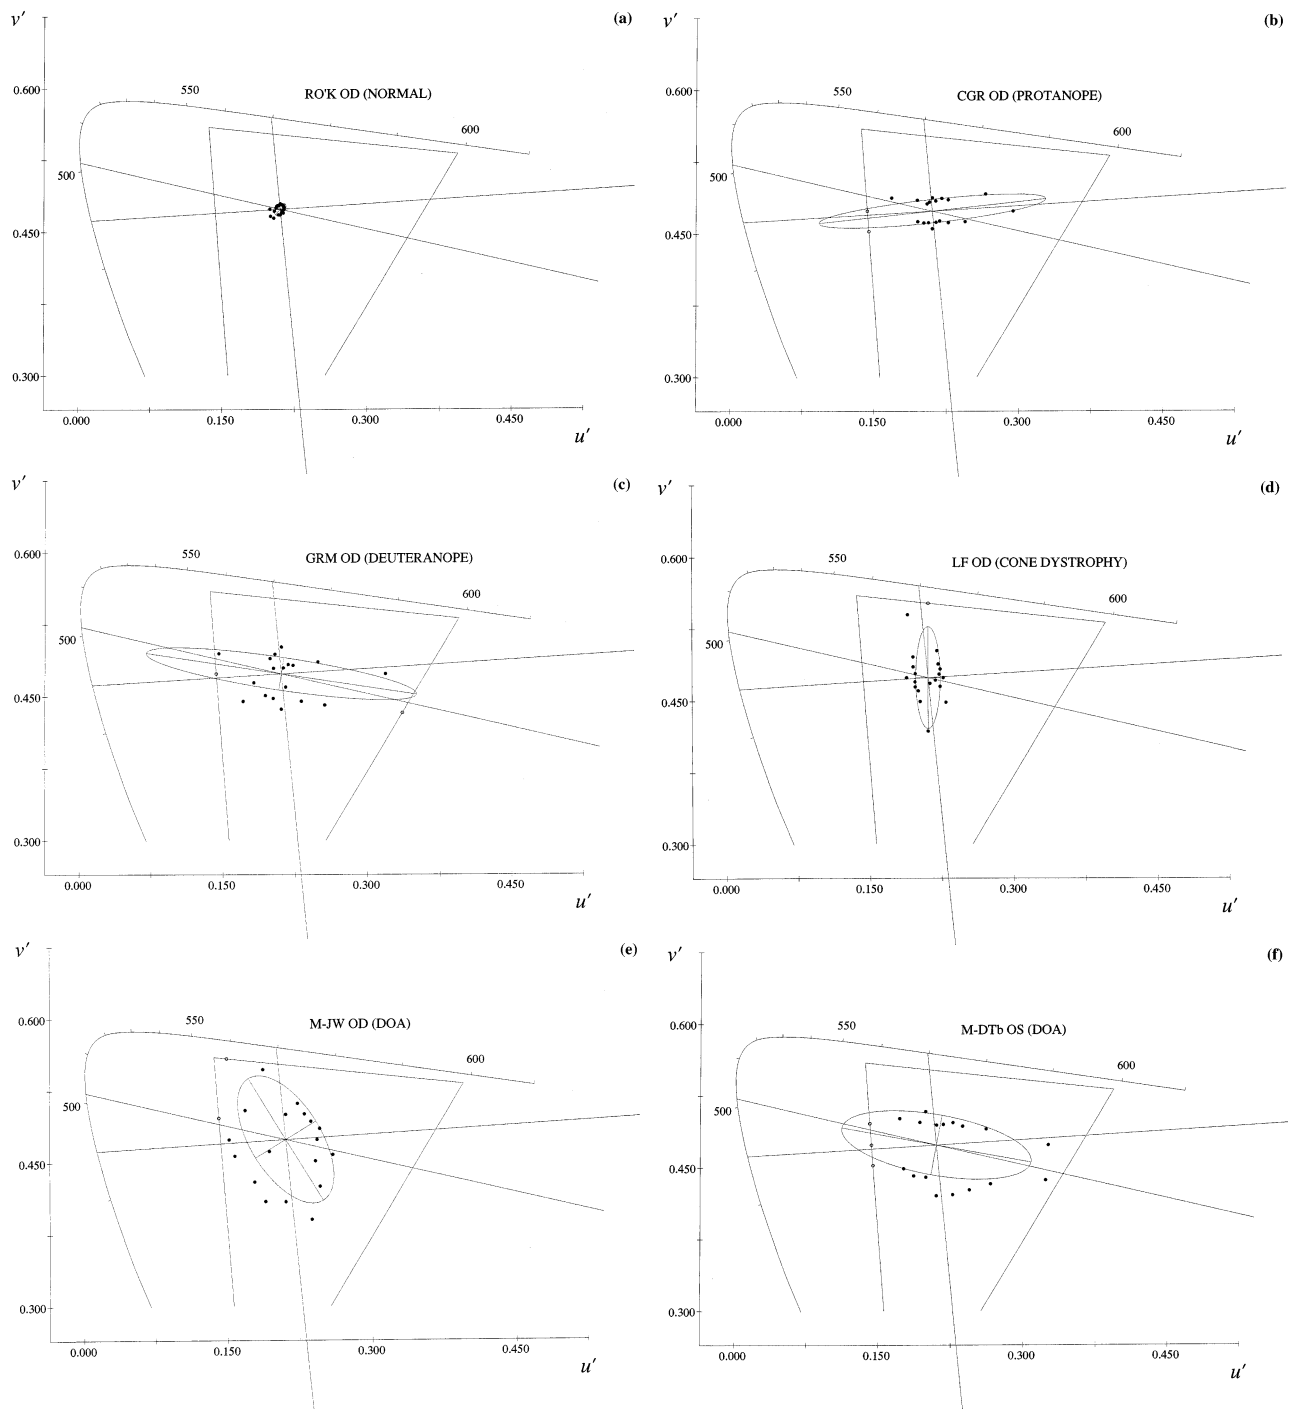 v′
(a)
0.600
550
RO'K OD (NORMAL)
600
500
0.450
0.300
0.000
0.150
0.300
0.450
u′
v′
(b)
0.600
550
CGR OD (PROTANOPE)
600
500
0.450
0.300
0.000
0.150
0.300
0.450
u′
v′
(c)
0.600
550
GRM OD (DEUTERANOPE)
600
500
0.450
0.300
0.000
0.150
0.300
0.450
u′
v′
(d)
0.600
550
LF OD (CONE DYSTROPHY)
600
500
0.450
0.300
0.000
0.150
0.300
0.450
u′
v′
(e)
0.600
550
M-JW OD (DOA)
600
500
0.450
0.300
0.000
0.150
0.300
0.450
u′
v′
(f)
0.600
550
M-DTb OS (DOA)
600
500
0.450
0.300
0.000
0.150
0.300
0.450
u′